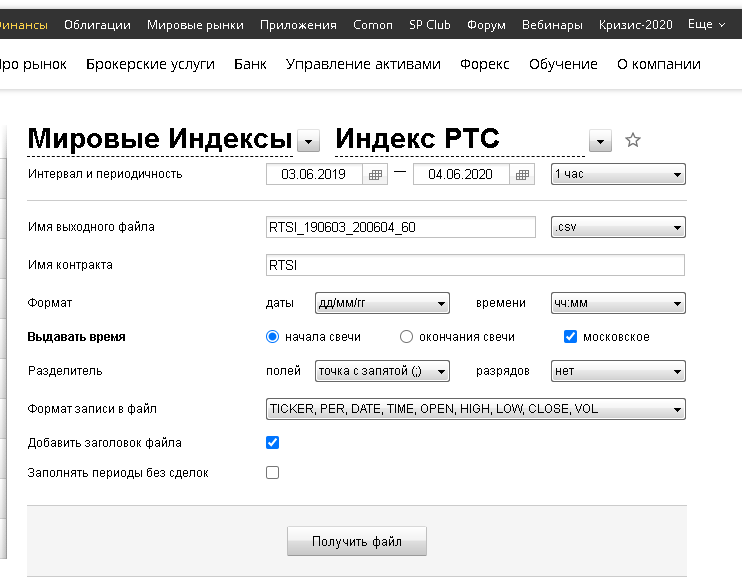 инансы Облигации Мировые рынки Приложения Comon SP Club Форум Вебинары Кризис-2020 Еще
ро рынок Брокерские услуги Банк Управление активами Форекс Обучение О компании
Мировые Индексы Индекс РТС
Интервал и периодичность 03.06.2019 — 04.06.2020 1 час
Имя выходного файла RTSI_190603_200604_60 .csv
Имя контракта RTSI
Формат даты дд/мм/гг времени чч:мм
Выдавать время начала свечи окончания свечи московское
Разделитель полей точка с запятой (;) разрядов нет
Формат записи в файл TICKER, PER, DATE, TIME, OPEN, HIGH, LOW, CLOSE, VOL
Добавить заголовок файла
Заполнять периоды без сделок
Получить файл